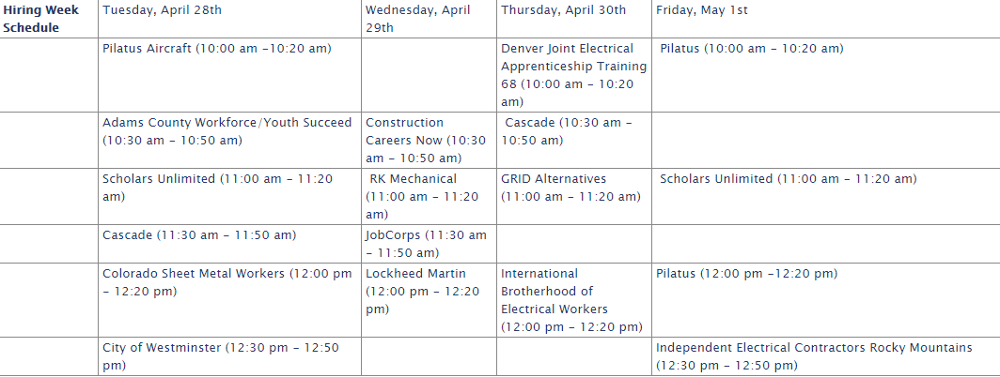 Hiring Week
Schedule
Tuesday, April 28th
Wednesday, April
29th
Thursday, April 30th
Friday, May 1st
Pilatus Aircraft (10:00 am -10:20 am)
Denver Joint Electrical
Apprenticeship Training
68 (10:00 am - 10:20
am)
Pilatus (10:00 am - 10:20 am)
Adams County Workforce/Youth Succeed
(10:30 am - 10:50 am)
Construction
Careers Now (10:30
am - 10:50 am)
Cascade (10:30 am -
10:50 am)
Scholars Unlimited (11:00 am - 11:20
am)
RK Mechanical
(11:00 am - 11:20
am)
GRID Alternatives
(11:00 am - 11:20 am)
Scholars Unlimited (11:00 am - 11:20 am)
Cascade (11:30 am - 11:50 am)
JobCorps (11:30 am
- 11:50 am)
Colorado Sheet Metal Workers (12:00 pm
- 12:20 pm)
Lockheed Martin
(12:00 pm - 12:20
pm)
International
Brotherhood of
Electrical Workers
(12:00 pm - 12:20 pm)
Pilatus (12:00 pm -12:20 pm)
City of Westminster (12:30 pm - 12:50
pm)
Independent Electrical Contractors Rocky Mountains
(12:30 pm - 12:50 pm)